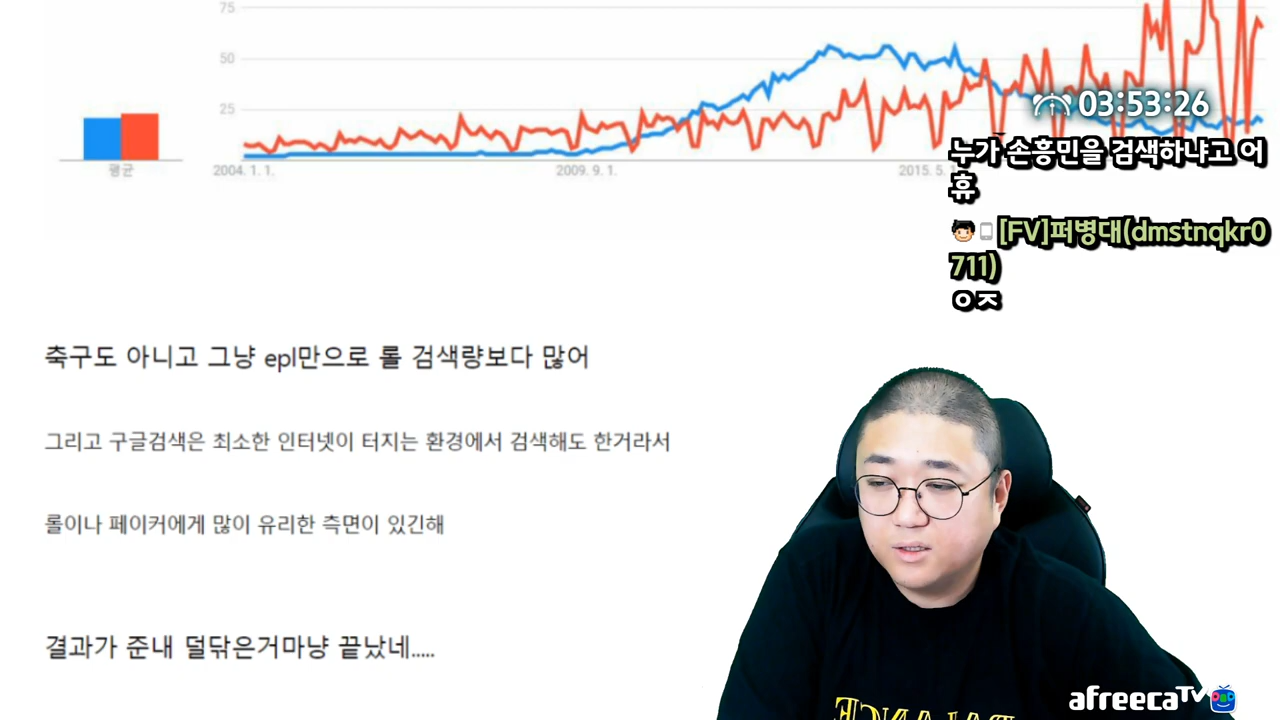 75
50
25
평균
2004. 1. 1.
2009. 9. 1.
2015. 5. 1.
03:53:26
누가 손흥민을 검색하냐고 어
휴
[FV]퍼병대(dmstnqkr0
711)
ㅇㅈ
축구도 아니고 그냥 epl만으로 롤 검색량보다 많어
그리고 구글검색은 최소한 인터넷이 터지는 환경에서 검색해도 한거라서
롤이나 페이커에게 많이 유리한 측면이 있긴해
결과가 준내 덜닦은거마냥 끝났네.....
BALANCE
afreecaTV